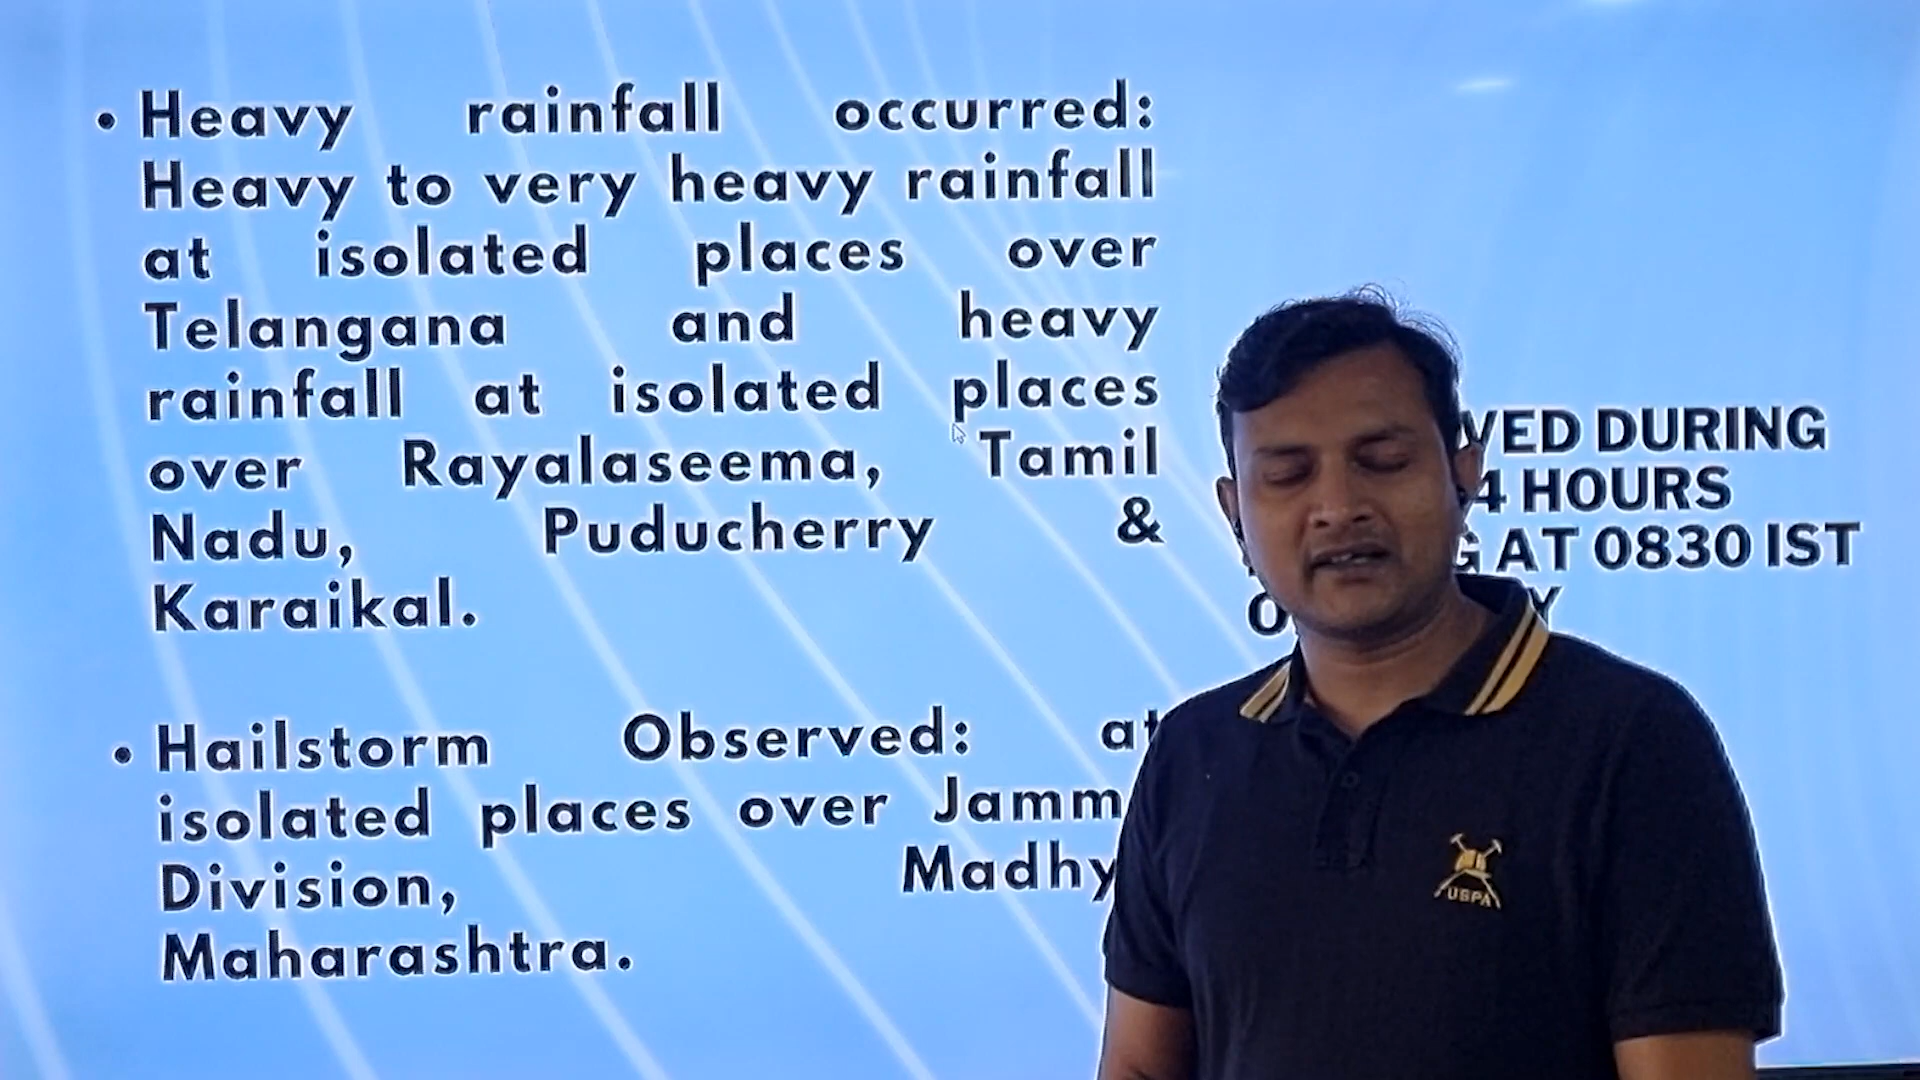 • Heavy rainfall occurred:
Heavy to very heavy rainfall
at isolated places over
Telangana and heavy
rainfall at isolated places
over Rayalaseema, Tamil
Nadu, Puducherry &
Karaikal.
• Hailstorm Observed: at
isolated places over Jamm
Division, Madhy
Maharashtra.
VED DURING
4 HOURS
G AT 0830 IST
O Y
USPA